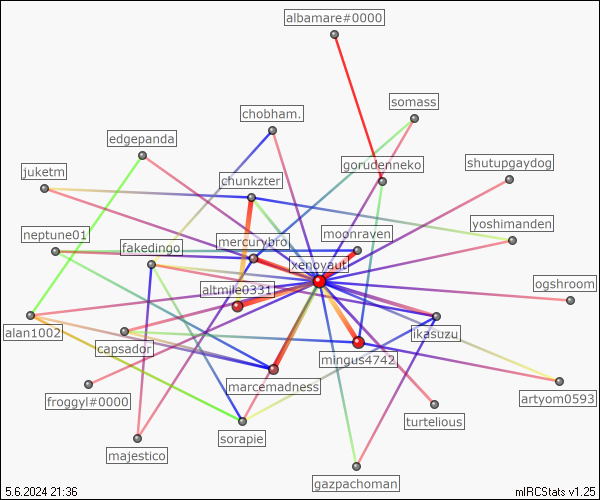 albamare#0000
somass
chobham.
edgepanda
gorudenneko
shutupgaydog
juketm
chunkzter
yoshimanden
neptune01
moonraven
mercurybro
fakedingo
xenoyaut
ogshroom
altmile0331
alan1002
ikasuzu
capsador
mingus4742
marcemadness
artyom0593
froggyl#0000
turtelious
sorapie
majestico
gazpachoman
5.6.2024 21:36
mIRCStats v1.25